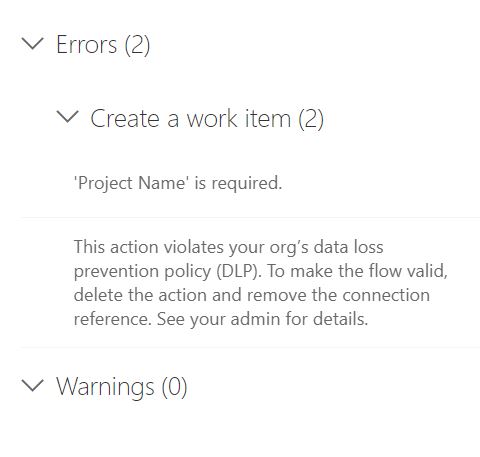 Errors (2)
Create a work item (2)
'Project Name' is required.
This action violates your org’s data loss
prevention policy (DLP). To make the flow valid,
delete the action and remove the connection
reference. See your admin for details.
Warnings (0)